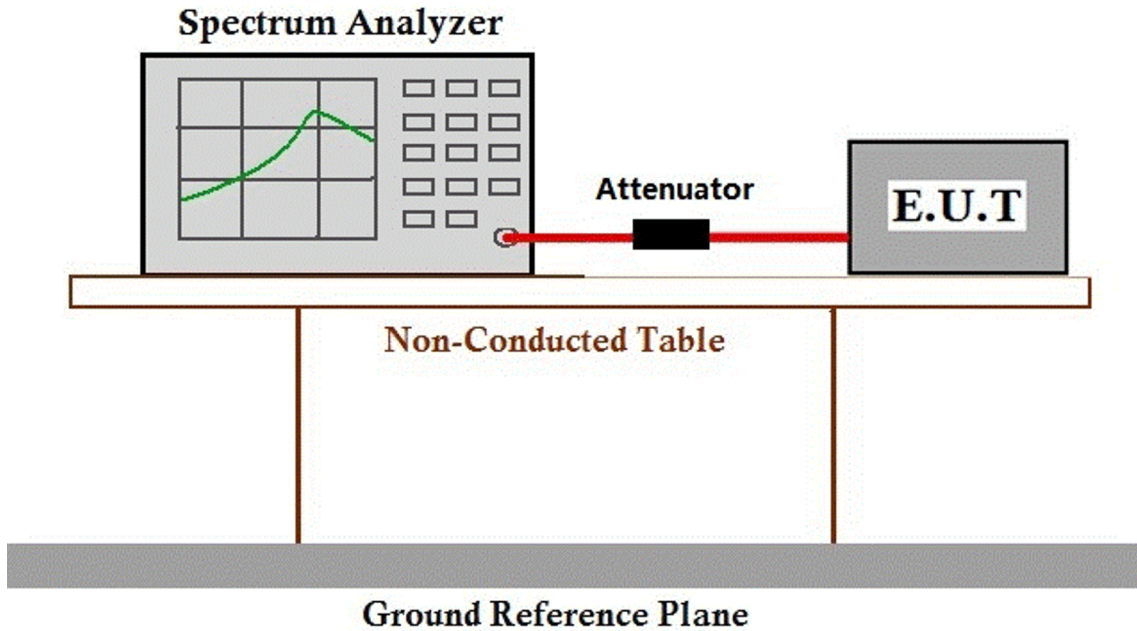 Spectrum Analyzer
Attenuator
E.U.T
Non-Conducted Table
Ground Reference Plane